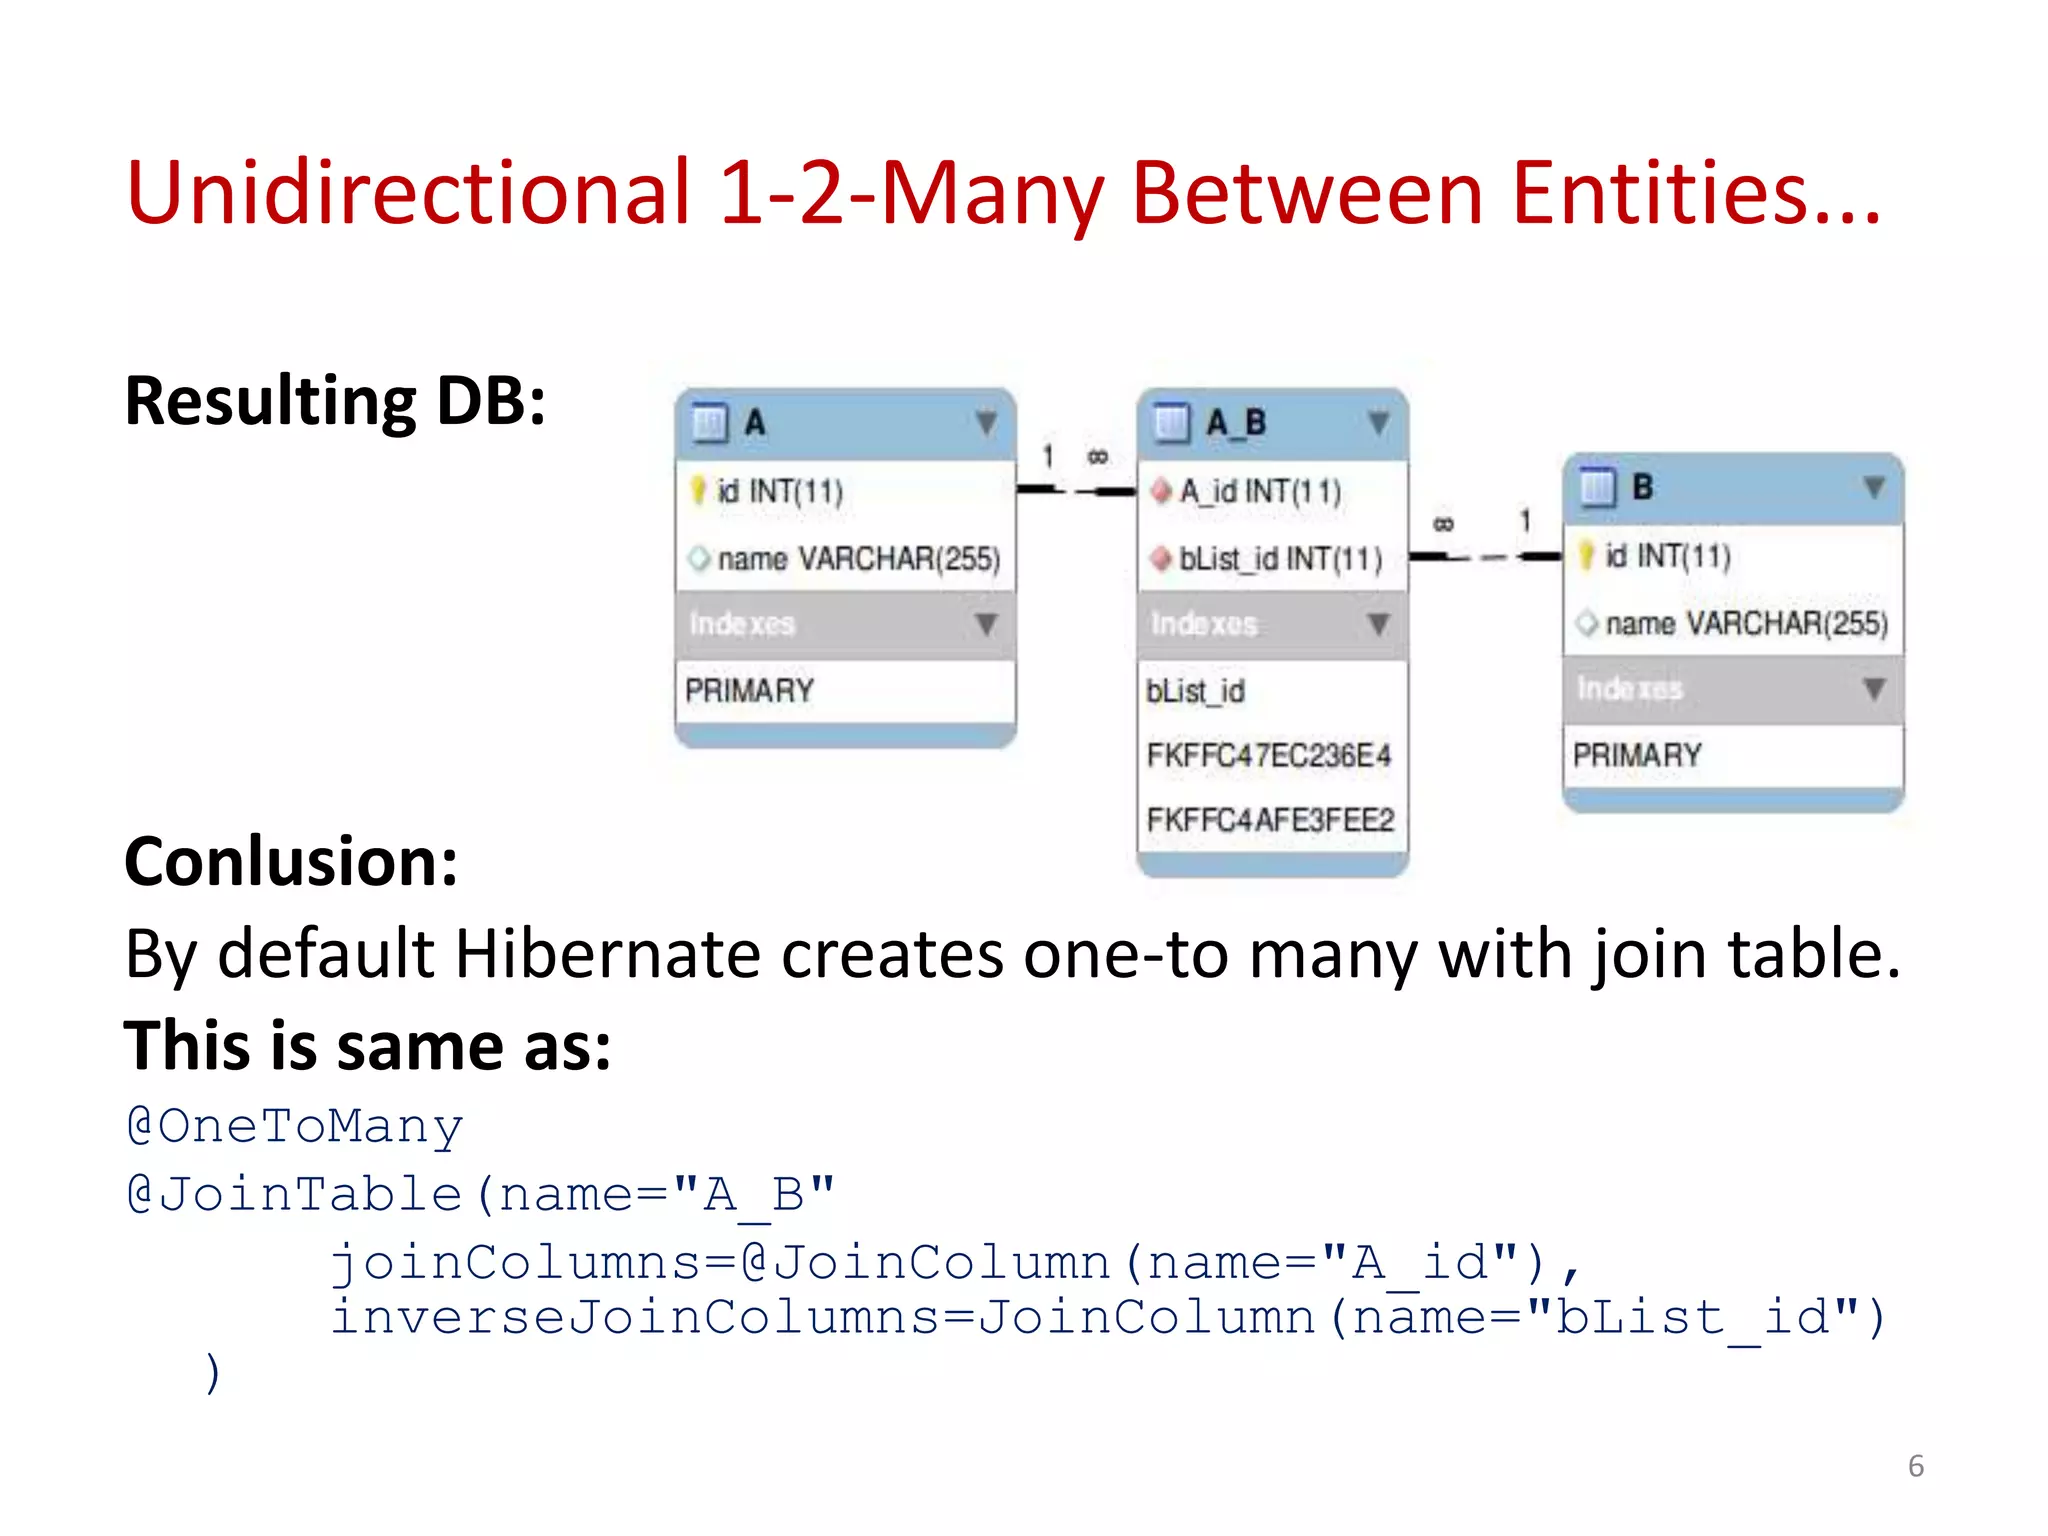 Unidirectional 1-2-Many Between Entities...
Resulting DB:
A
id INT(11)
name VARCHAR(255)
Indexes
PRIMARY
1 ∞
A_B
A_id INT(11)
bList_id INT(11)
Indexes
bList_id
FKFFC47EC236E4
FKFFC4AFE3FEE2
∞ 1
B
id INT(11)
name VARCHAR(255)
Indexes
PRIMARY
Conlusion:
By default Hibernate creates one-to many with join table.
This is same as:
@OneToMany
@JoinTable(name="A_B"
joinColumns=@JoinColumn(name="A_id"),
inverseJoinColumns=JoinColumn(name="bList_id")
)
6